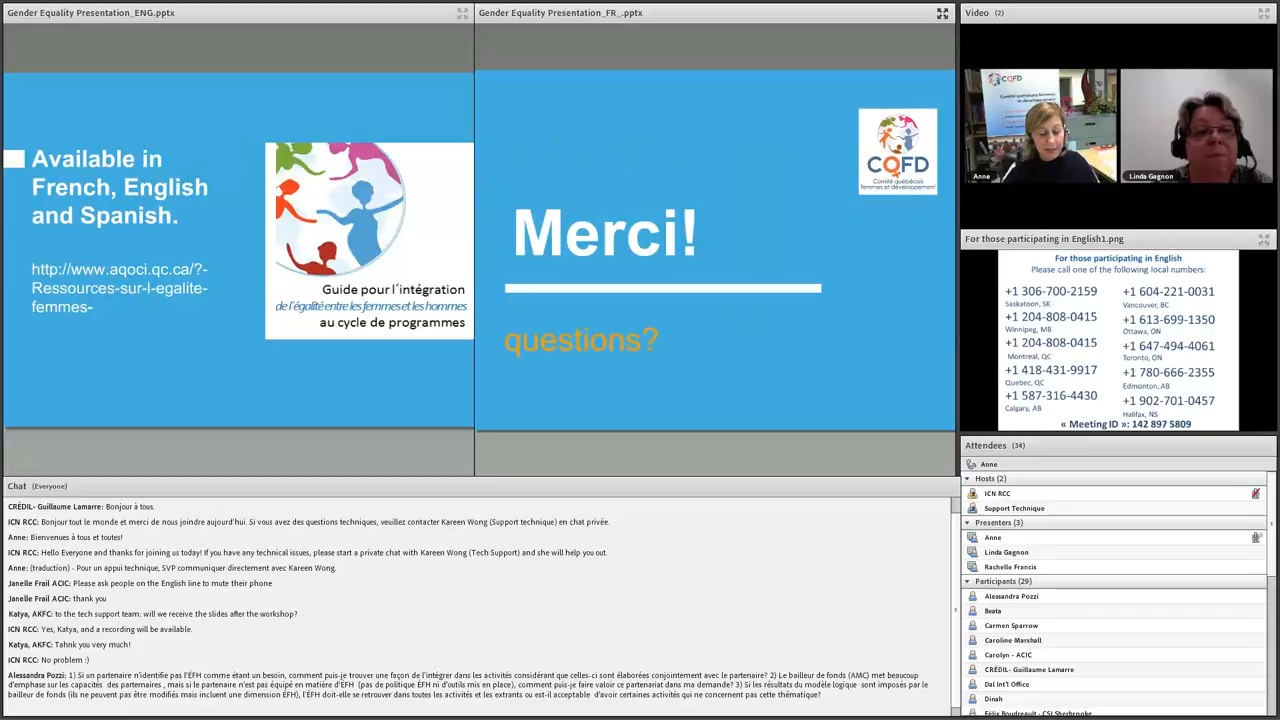 Gender Equality Presentation_ENG.pptx
Available in
French, English
and Spanish.
http://www.aqoci.qc.ca/?-
Ressources-sur-l-egalite-
femmes-
Guide pour l'intégration
de l'égalité entre les femmes et les hommes
au cycle de programmes
Gender Equality Presentation_FR_.pptx
CQFD
Comité québécois
femmes et développement
Merci!
questions?
Video (2)
CQFD
Comité québécois femmes
et développement
Anne
Linda Gagnon
For those participating in English1.png
For those participating in English
Please call one of the following local numbers:
+1 306-700-2159
Saskatoon, SK
+1 204-808-0415
Winnipeg, MB
+1 204-808-0415
Montreal, QC
+1 418-431-9917
Quebec, QC
+1 587-316-4430
Calgary, AB
+1 604-221-0031
Vancouver, BC
+1 613-699-1350
Ottawa, ON
+1 647-494-4061
Toronto, ON
+1 780-666-2355
Edmonton, AB
+1 902-701-0457
Halifax, NS
« Meeting ID »: 142 897 5809
Attendees (34)
Anne
Hosts (2)
ICN RCC
Support Technique
Presenters (3)
Anne
Linda Gagnon
Rachelle Francis
Participants (29)
Alessandra Pozzi
Beata
Carmen Sparrow
Caroline Marshall
Carolyn - ACIC
CRÉDIL- Guillaume Lamarre
Dal Int'l Office
Dinah
Félix Boudreault - CSI Sherbrooke
Chat (Everyone)
CRÉDIL- Guillaume Lamarre: Bonjour à tous
ICN RCC: Bonjour tout le monde et merci de nous joindre aujourd'hui. Si vous avez des questions techniques, veuillez contacter Kareen Wong (Support technique) en chat privée.
Anne: Bienvenues à tous et toutes!
ICN RCC: Hello Everyone and thanks for joining us today! If you have any technical issues, please start a private chat with Kareen Wong (Tech Support) and she will help you out.
Anne: (traduction) - Pour un appui technique, SVP communiquer directement avec Kareen Wong.
Janelle Frail ACIC: Please ask people on the English line to mute their phone
Janelle Frail ACIC: thank you
Katya, AKFC: to the tech support team: will we receive the slides after the workshop?
ICN RCC: Yes, Katya, and a recording will be available.
Katya, AKFC: Tahnk you very much!
ICN RCC: No problem :)
Alessandra Pozzi: 1) Si un partenaire n'identifie pas l'ÉFH comme étant un besoin, comment puis-je trouver une façon de l'intégrer dans les activités considérant que celles-ci sont élaborées conjointement avec le partenaire? 2) Le bailleur de fonds (AMC) met beaucoup
d'emphase sur les capacités des parternaires , mais si le partenaire n'est pas équipé en matière d'ÉFH (pas de politique ÉFH ni d'outils mis en place), comment puis-je faire valoir ce partenariat dans ma demande? 3) Si les résultats du modèle logique sont imposés par le
bailleur de fonds (ils ne peuvent pas être modifiés mais incluent une dimension EFH), l'ÉFH doit-elle se retrouver dans toutes les activités et les extrants ou est-il acceptable d'avoir certaines activités qui ne concernent pas cette thématique?